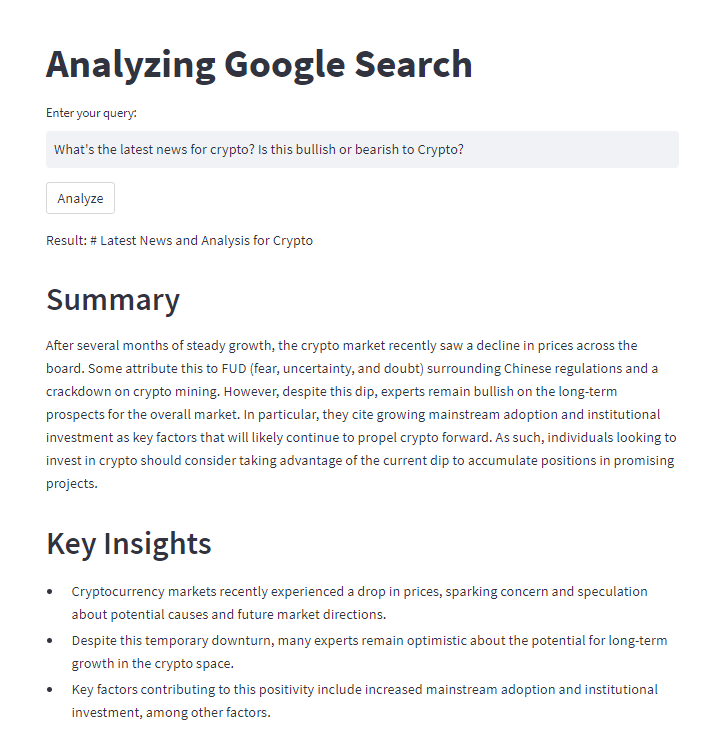 Analyzing Google Search
Enter your query:
What's the latest news for crypto? Is this bullish or bearish to Crypto?
Analyze
Result: # Latest News and Analysis for Crypto
Summary
After several months of steady growth, the crypto market recently saw a decline in prices across the
board. Some attribute this to FUD (fear, uncertainty, and doubt) surrounding Chinese regulations and a
crackdown on crypto mining. However, despite this dip, experts remain bullish on the long-term
prospects for the overall market. In particular, they cite growing mainstream adoption and institutional
investment as key factors that will likely continue to propel crypto forward. As such, individuals looking to
invest in crypto should consider taking advantage of the current dip to accumulate positions in promising
projects.
Key Insights
• Cryptocurrency markets recently experienced a drop in prices, sparking concern and speculation
about potential causes and future market directions.
• Despite this temporary downturn, many experts remain optimistic about the potential for long-term
growth in the crypto space.
• Key factors contributing to this positivity include increased mainstream adoption and institutional
investment, among other factors.